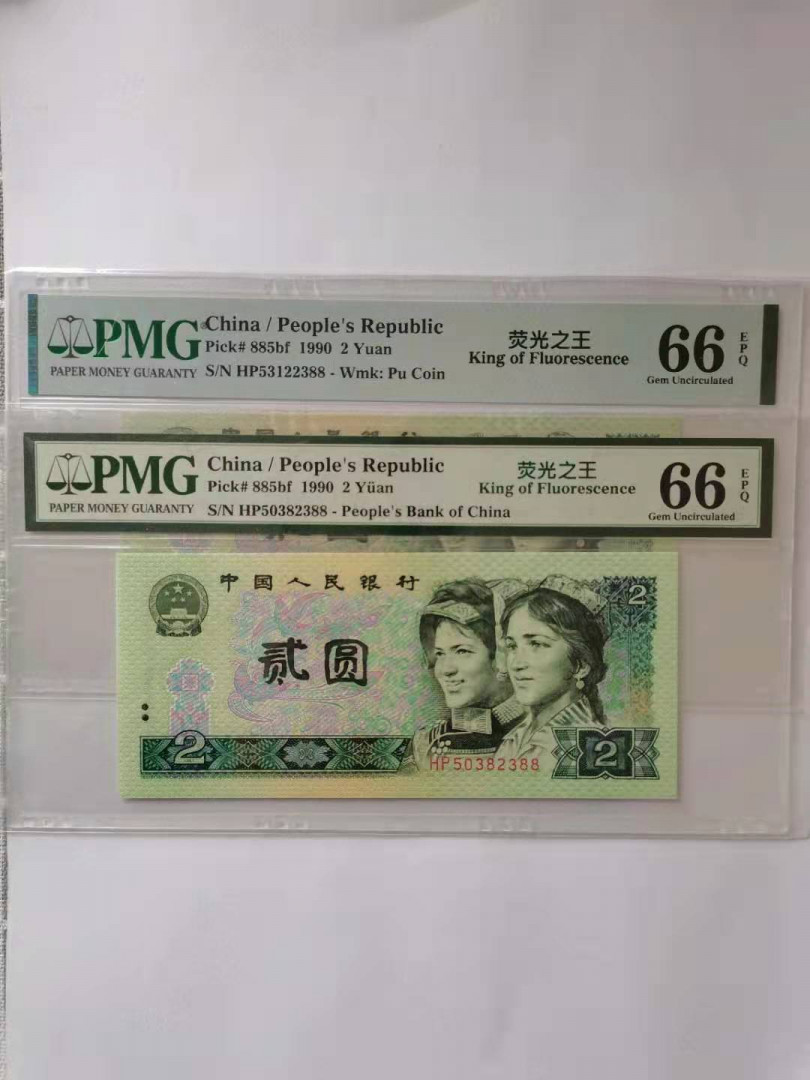 PMG
PAPER MONEY GUARANTY
China / People's Republic
Pick# 885bf 1990 2 Yuan
S/N HP53122388 - Wmk: Pu Coin
荧光之王
King of Fluorescence
66
EPQ
Gem Uncirculated
PMG
PAPER MONEY GUARANTY
China / People's Republic
Pick# 885bf 1990 2 Yüan
S/N HP50382388 - People's Bank of China
荧光之王
King of Fluorescence
66
EPQ
Gem Uncirculated
中国人民银行
2
贰圆
2
HP50382388
2